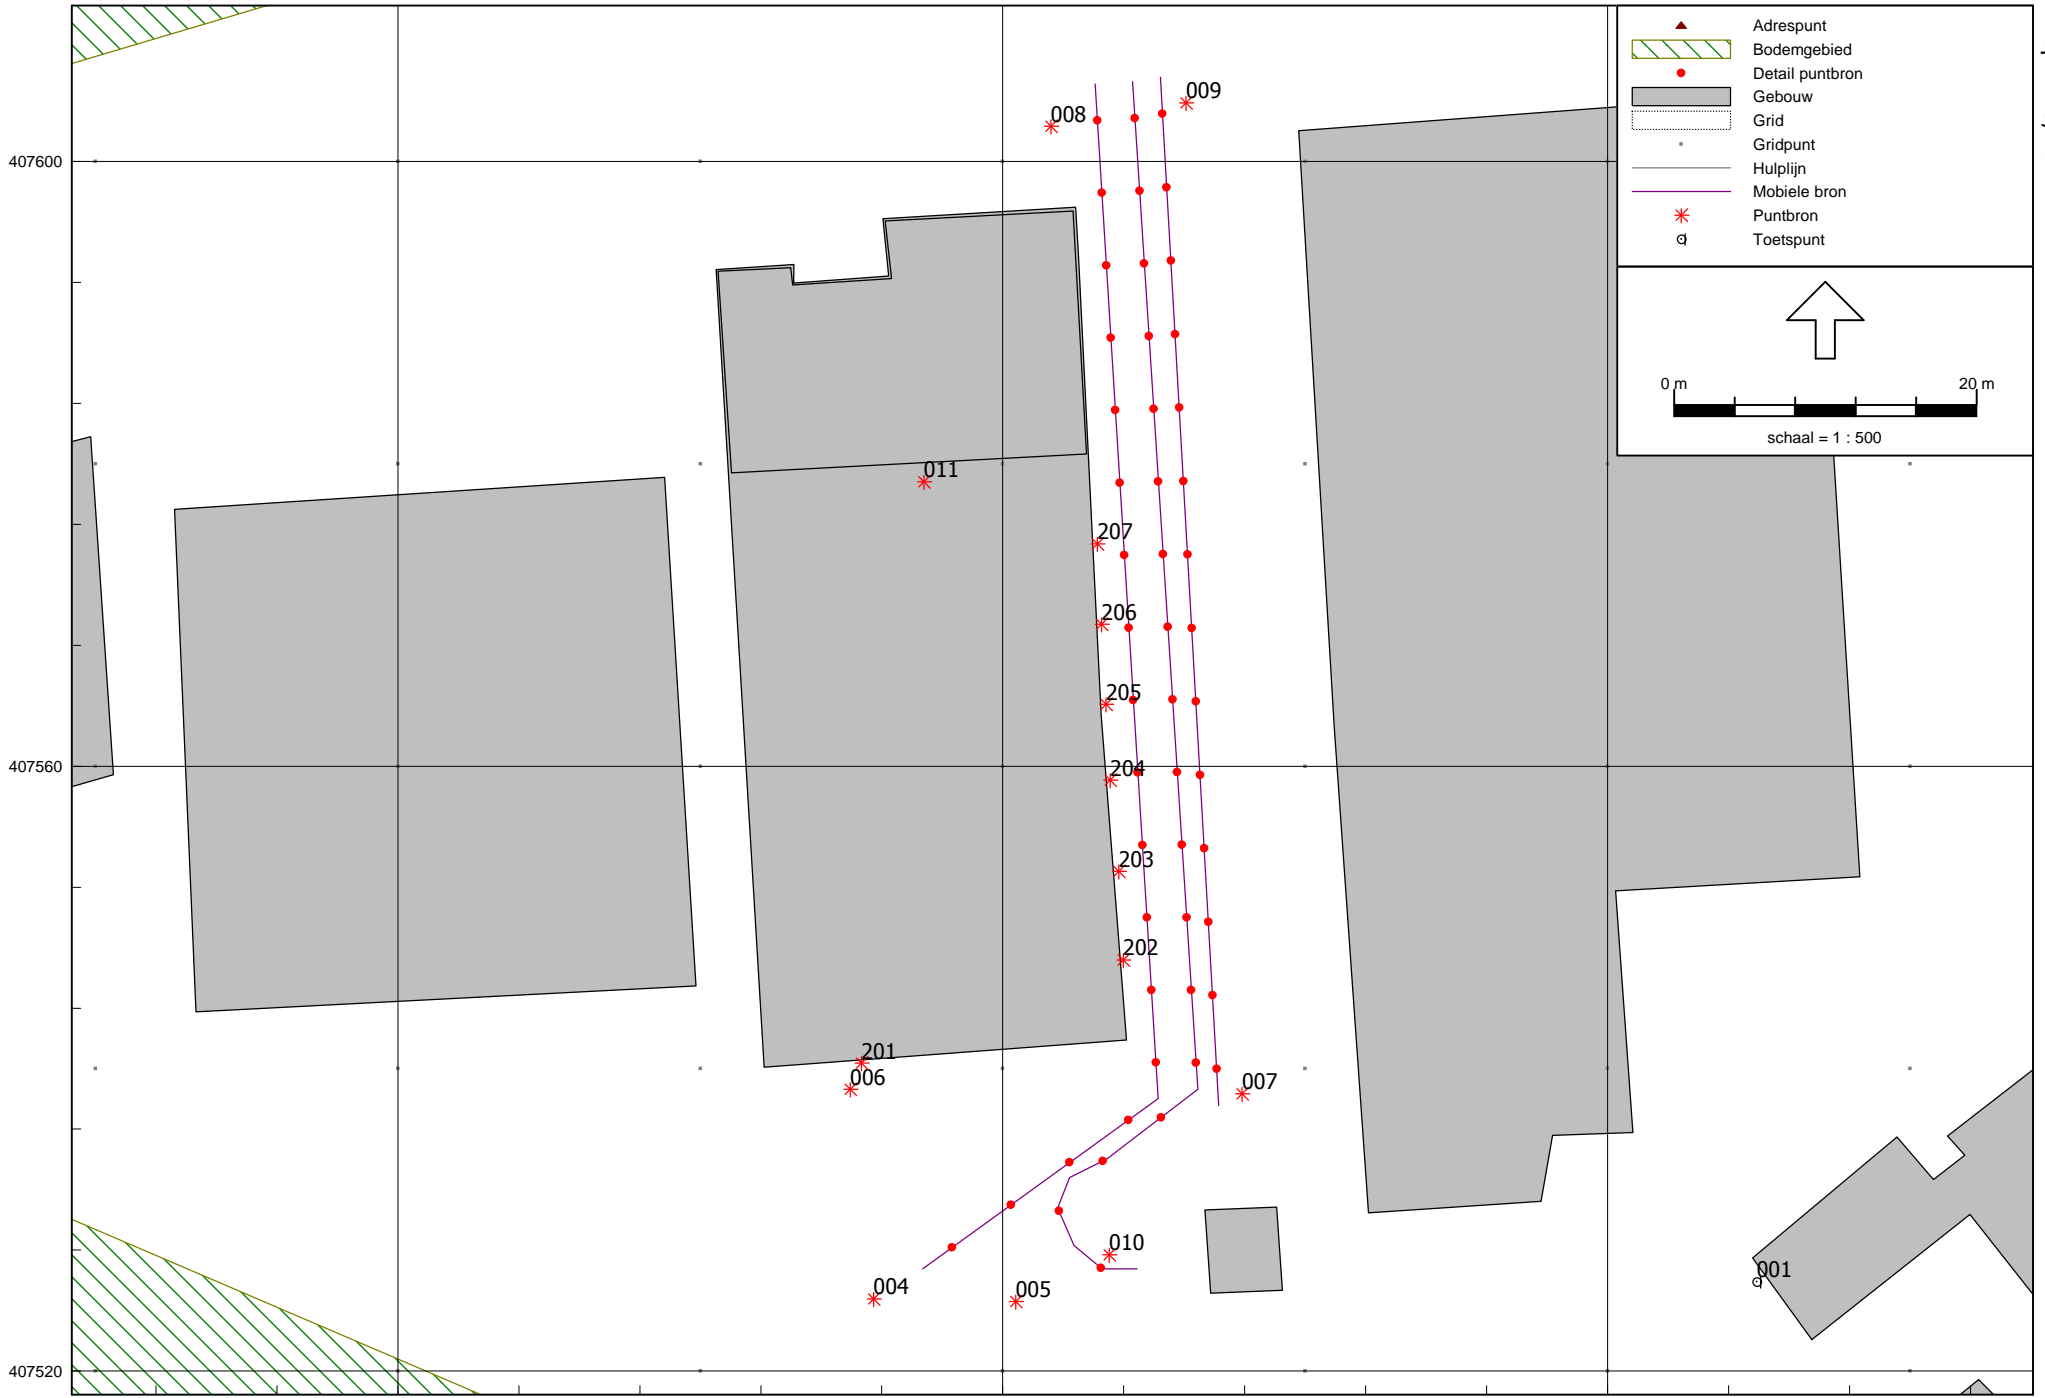 Adrespunt
Bodemgebied
Detail puntbron
Gebouw
Grid
Gridpunt
Hulplijn
Mobiele bron
Puntbron
Toetspunt
0 m 20 m
schaal = 1 : 500
009
008
407600
011
207
206
205
407560
204
203
202
201
006
007
010
001
004
005
407520